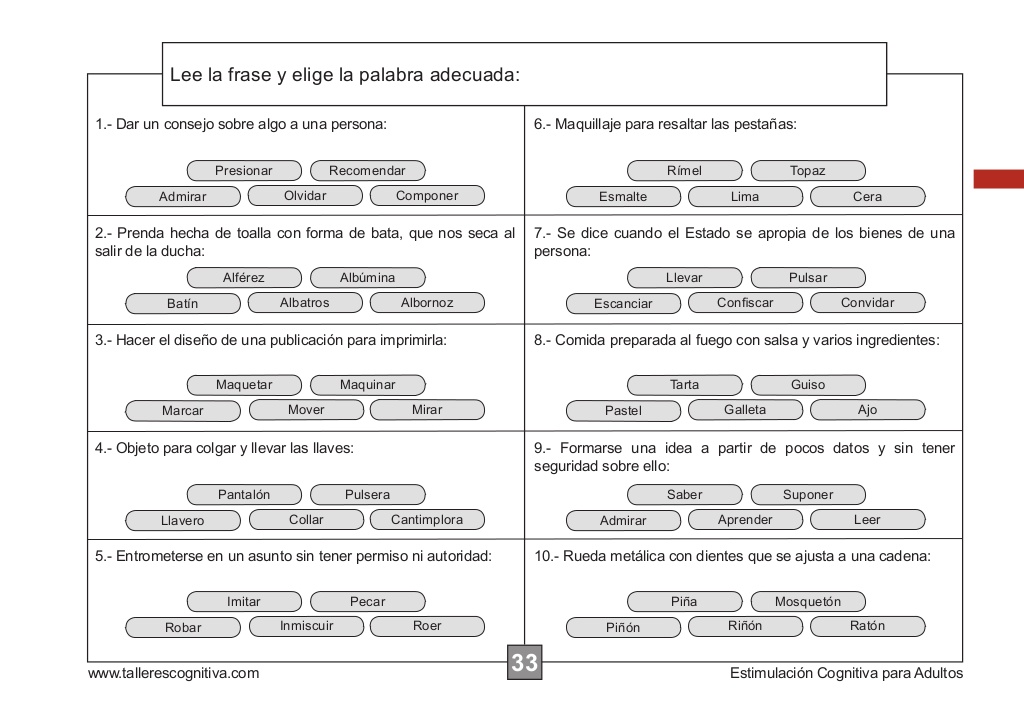 Lee la frase y elige la palabra adecuada:
1.- Dar un consejo sobre algo a una persona:
Presionar Recomendar
Admirar Olvidar Componer
2.- Prenda hecha de toalla con forma de bata, que nos seca al
salir de la ducha:
Alférez Albúmina
Batín Albatros Albornoz
3.- Hacer el diseño de una publicación para imprimirla:
Maquetar Maquinar
Marcar Mover Mirar
4.- Objeto para colgar y llevar las llaves:
Pantalón Pulsera
Llavero Collar Cantimplora
5.- Entrometerse en un asunto sin tener permiso ni autoridad:
Imitar Pecar
Robar Inmiscuir Roer
6.- Maquillaje para resaltar las pestañas:
Rímel Topaz
Esmalte Lima Cera
7.- Se dice cuando el Estado se apropia de los bienes de una
persona:
Llevar Pulsar
Escanciar Confiscar Convidar
8.- Comida preparada al fuego con salsa y varios ingredientes:
Tarta Guiso
Pastel Galleta Ajo
9.- Formarse una idea a partir de pocos datos y sin tener
seguridad sobre ello:
Saber Suponer
Admirar Aprender Leer
10.- Rueda metálica con dientes que se ajusta a una cadena:
Piña Mosquetón
Piñón Riñón Ratón
www.tallerescognitiva.com
33
Estimulación Cognitiva para Adultos